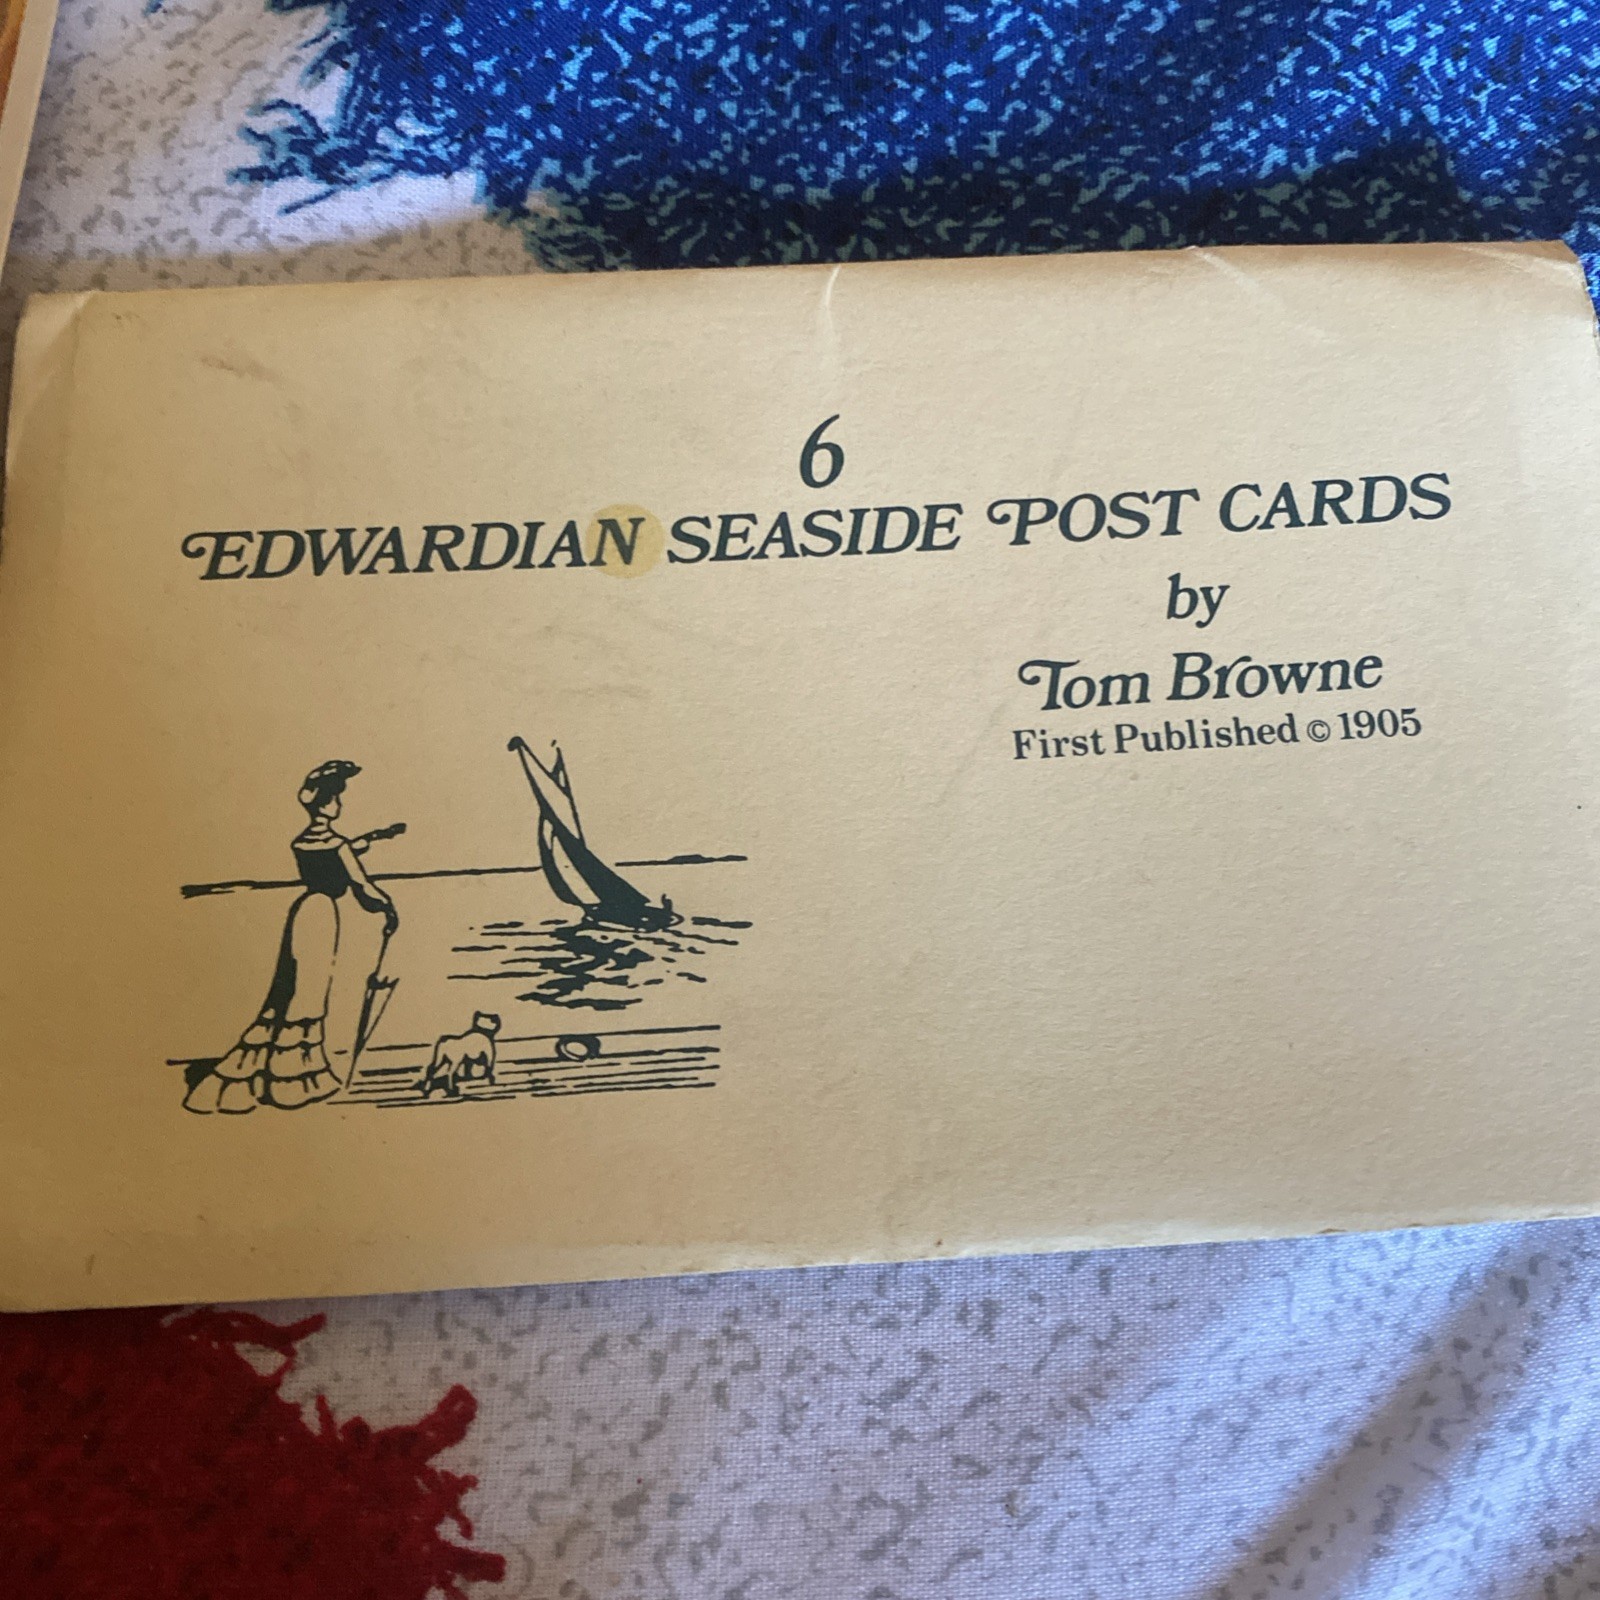 6
EDWARDIAN SEASIDE POST CARDS
by
Tom Browne
First Published © 1905